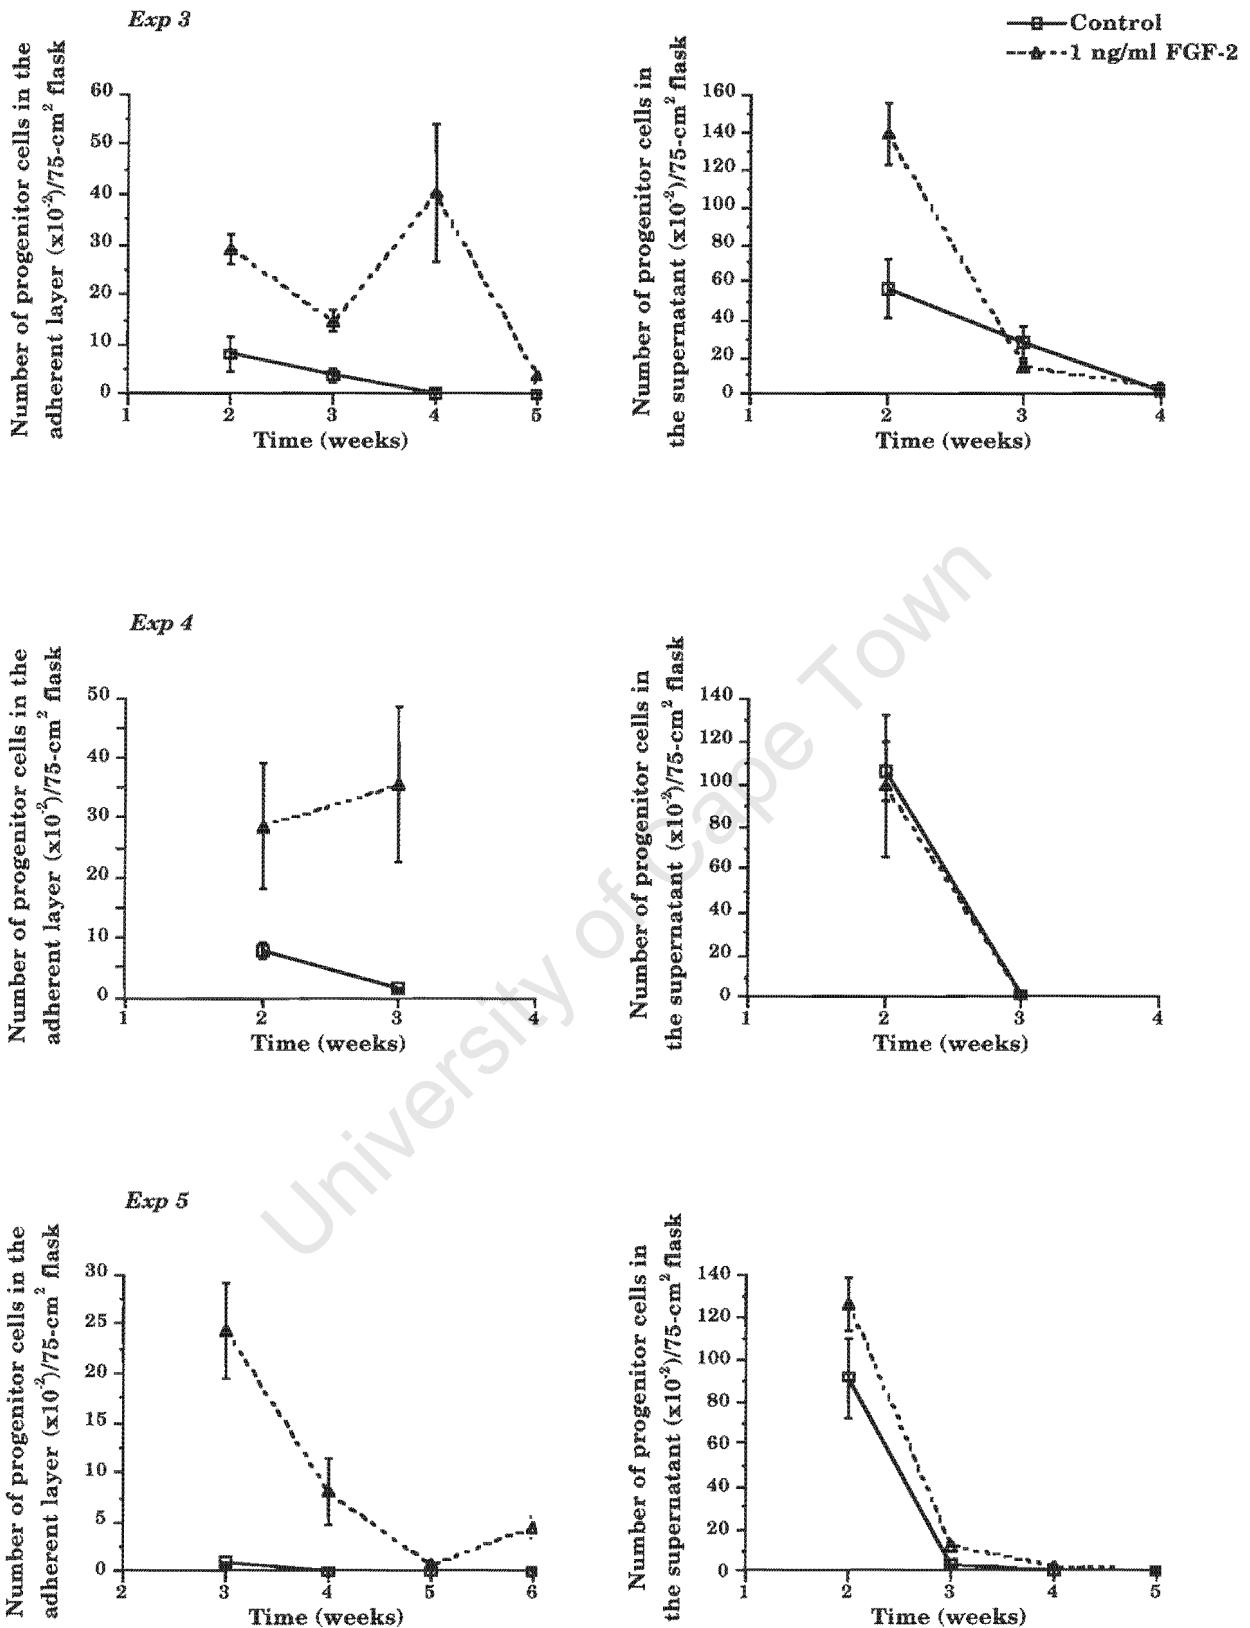 Exp 3
Control
1 ng/ml FGF-2
Number of progenitor cells in the
adherent layer (x10⁻²)/75-cm² flask
60
50
40
30
20
10
0
1 2 3 4 5
Time (weeks)
Number of progenitor cells in
the supernatant (x10⁻²)/75-cm² flask
160
140
120
100
80
60
40
20
0
1 2 3 4
Time (weeks)
Exp 4
Number of progenitor cells in the
adherent layer (x10⁻²)/75-cm² flask
50
40
30
20
10
0
1 2 3 4
Time (weeks)
Number of progenitor cells in
the supernatant (x10⁻²)/75-cm² flask
140
120
100
80
60
40
20
0
1 2 3 4
Time (weeks)
Exp 5
Number of progenitor cells in the
adherent layer (x10⁻²)/75-cm² flask
30
25
20
15
10
5
0
2 3 4 5 6
Time (weeks)
Number of progenitor cells in
the supernatant (x10⁻²)/75-cm² flask
140
120
100
80
60
40
20
0
1 2 3 4 5
Time (weeks)
University of Cape Town